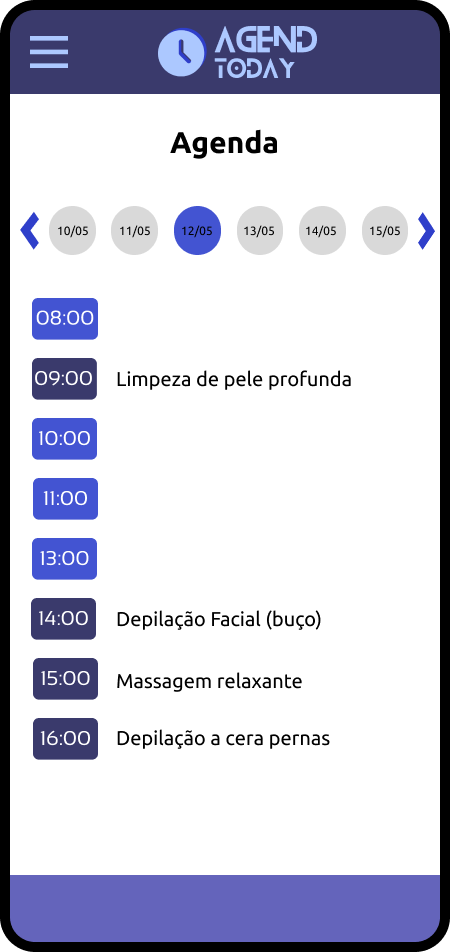 AGEND
TODAY
Agenda
10/05 11/05 12/05 13/05 14/05 15/05
08:00
09:00 Limpeza de pele profunda
10:00
11:00
13:00
14:00 Depilação Facial (buço)
15:00 Massagem relaxante
16:00 Depilação a cera pernas